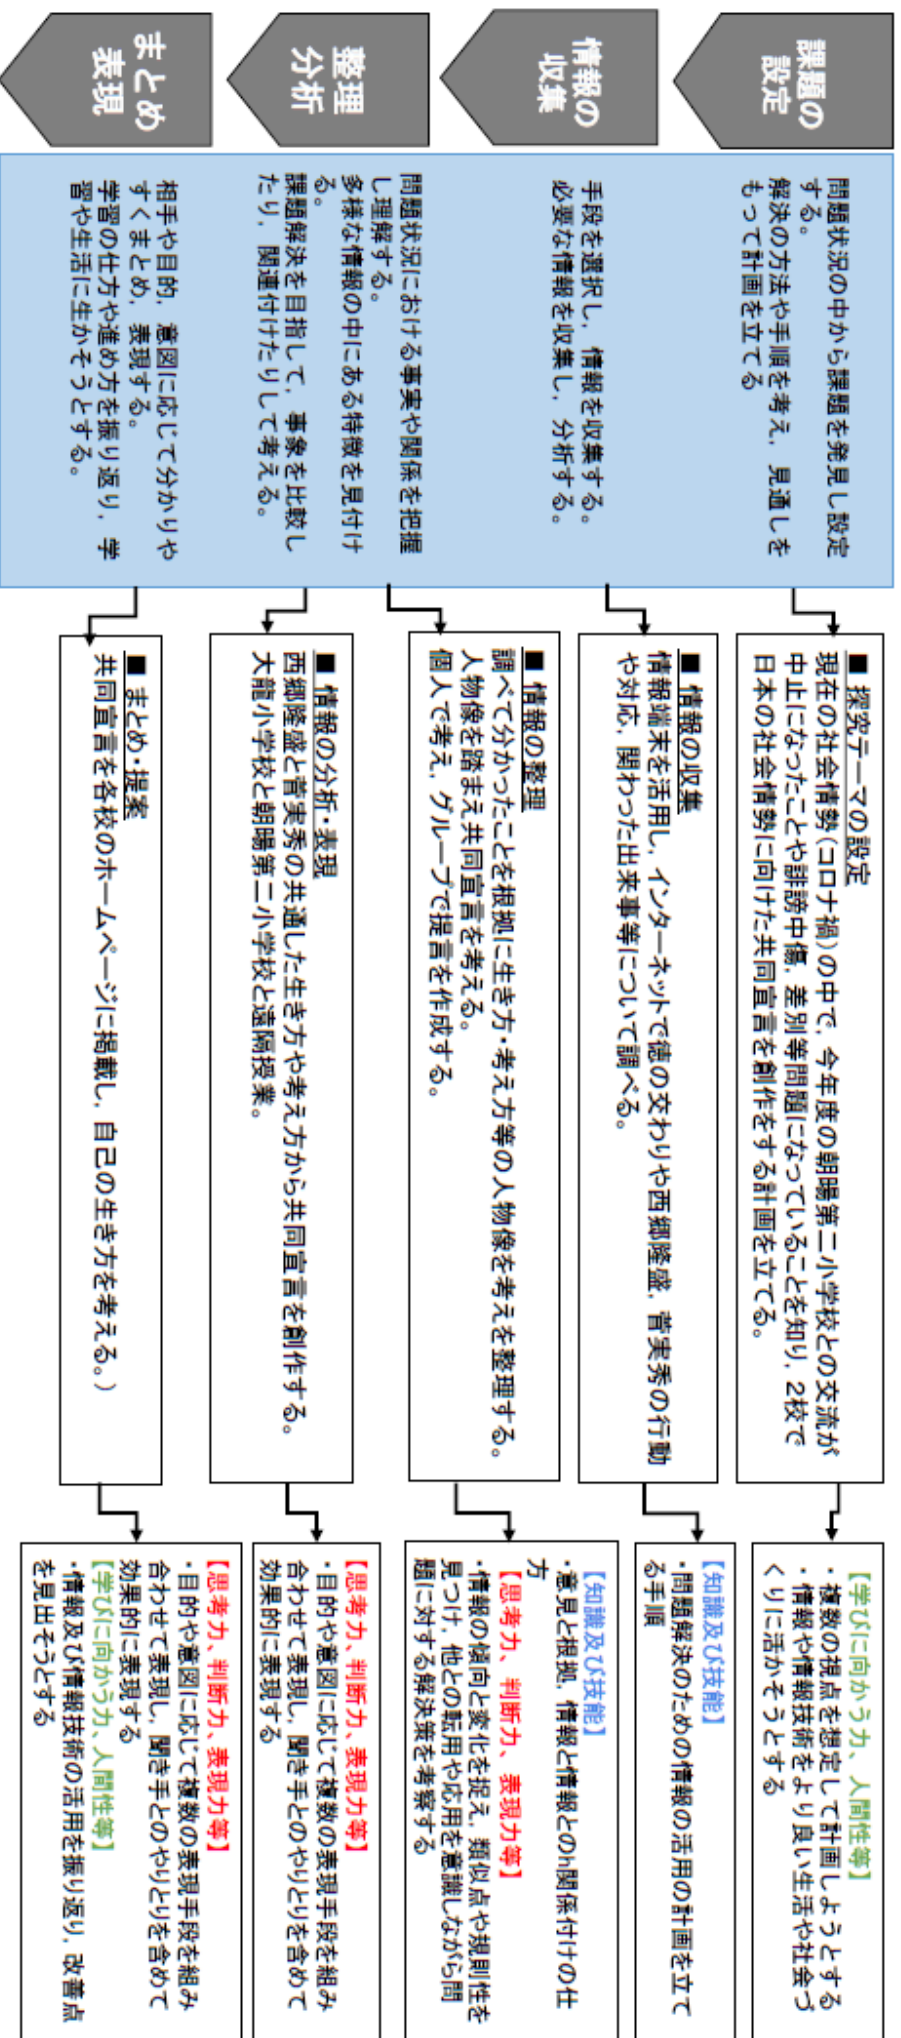 課題の
設定
情報の
収集
整理
分析
まとめ
表現
問題状況の中から課題を発見し設定
する。
解決の方法や手順を考え，見通しを
もって計画を立てる
手段を選択し，情報を収集する。
必要な情報を収集し，分析する。
問題状況における事実や関係を把握
し理解する。
多様な情報の中にある特徴を見付け
る。
課題解決を目指して，事象を比較し
たり，関連付けたりして考える。
相手や目的，意図に応じて分かりや
すくまとめ，表現する。
学習の仕方や進め方を振り返り，学
習や生活に生かそうとする。
■ 探究テーマの設定
現在の社会情勢（コロナ禍）の中で，今年度の朝暘第二小学校との交流が
中止になったことや誹謗中傷，差別等問題になっていることを知り，2校で
日本の社会情勢に向けた共同宣言を創作をする計画を立てる。
■ 情報の収集
情報端末を活用し，インターネットで徳の交わりや西郷隆盛，菅実秀の行動
や対応，関わった出来事等について調べる。
■ 情報の整理
調べて分かったことを根拠に生き方・考え方等の人物像を考えを整理する。
人物像を踏まえ共同宣言を考える。
個人で考え，グループで提言を作成する。
■ 情報の分析・表現
西郷隆盛と菅実秀の共通した生き方や考え方から共同宣言を創作する。
大龍小学校と朝暘第二小学校と遠隔授業。
■ まとめ・提案
共同宣言を各校のホームページに掲載し，自己の生き方を考える。）
【学びに向かう力、人間性等】
・複数の視点を想定して計画しようとする
・情報や情報技術をより良い生活や社会づ
くりに活かそうとする
【知識及び技能】
・問題解決のための情報の活用の計画を立て
る手順
【知識及び技能】
・意見と根拠，情報と情報とのh関係付けの仕
方
【思考力、判断力、表現力等】
・情報の傾向と変化を捉え，類似点や規則性を
見つけ，他との転用や応用を意識しながら問
題に対する解決策を考察する
【思考力、判断力、表現力等】
・目的や意図に応じて複数の表現手段を組み
合わせて表現し，聞き手とのやりとりを含めて
効果的に表現する
【思考力、判断力、表現力等】
・目的や意図に応じて複数の表現手段を組み
合わせて表現し，聞き手とのやりとりを含めて
効果的に表現する
【学びに向かう力、人間性等】
・情報及び情報技術の活用を振り返り，改善点
を見出そうとする